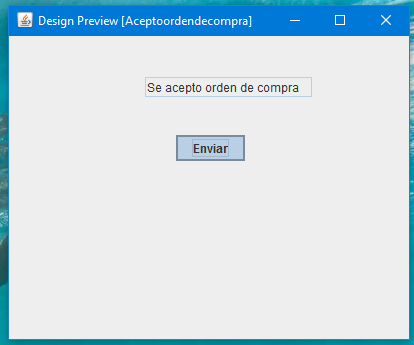 Design Preview [Aceptoordendecompra]
Se acepto orden de compra
Enviar